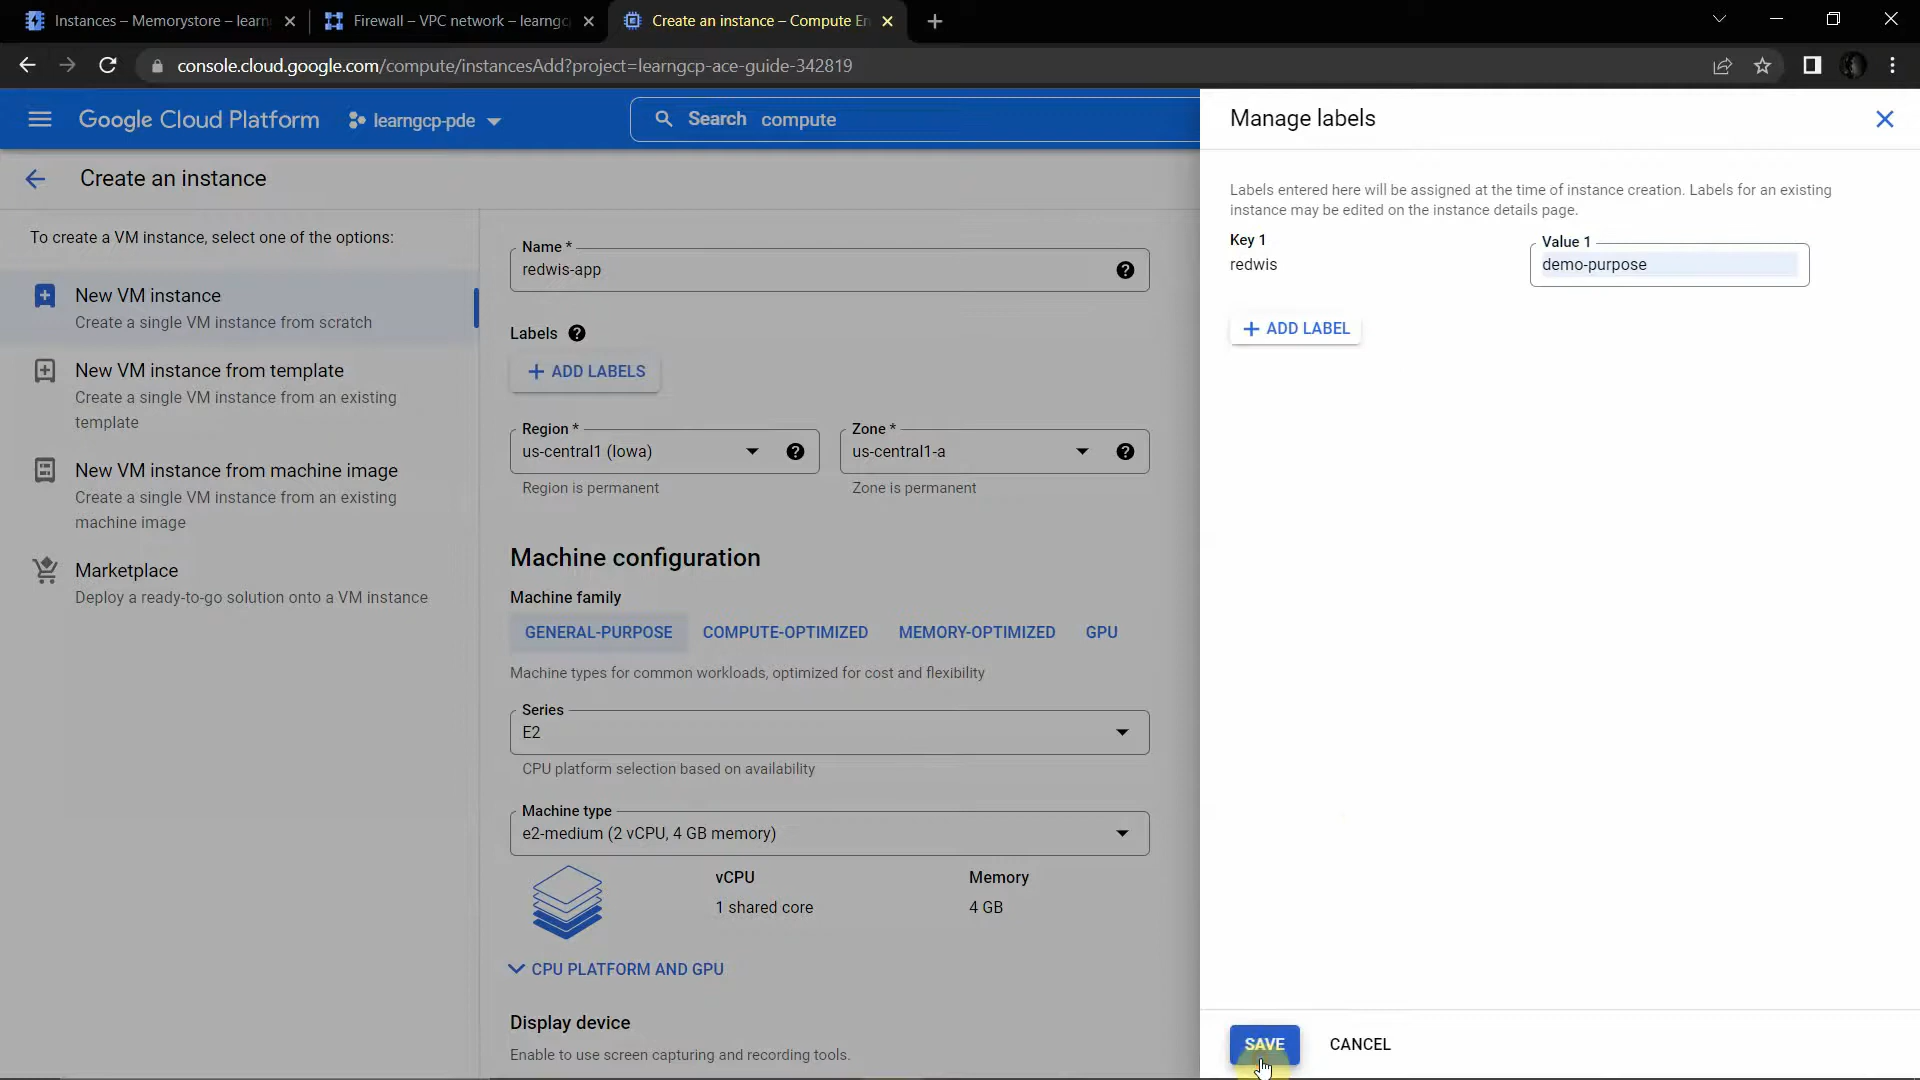 Instances – Memorystore – learn
Firewall – VPC network – learngc
Create an instance – Compute En
console.cloud.google.com/compute/instancesAdd?project=learngcp-ace-guide-342819
Google Cloud Platform
learngcp-pde
Search compute
Create an instance
To create a VM instance, select one of the options:
New VM instance
Create a single VM instance from scratch
New VM instance from template
Create a single VM instance from an existing
template
New VM instance from machine image
Create a single VM instance from an existing
machine image
Marketplace
Deploy a ready-to-go solution onto a VM instance
Name *
redwis-app
Labels
+ ADD LABELS
Region *
us-central1 (Iowa)
Region is permanent
Zone *
us-central1-a
Zone is permanent
Machine configuration
Machine family
GENERAL-PURPOSE COMPUTE-OPTIMIZED MEMORY-OPTIMIZED GPU
Machine types for common workloads, optimized for cost and flexibility
Series
E2
CPU platform selection based on availability
Machine type
e2-medium (2 vCPU, 4 GB memory)
vCPU
1 shared core
Memory
4 GB
CPU PLATFORM AND GPU
Display device
Enable to use screen capturing and recording tools.
Manage labels
Labels entered here will be assigned at the time of instance creation. Labels for an existing
instance may be edited on the instance details page.
Key 1
redwis
Value 1
demo-purpose
+ ADD LABEL
SAVE
CANCEL